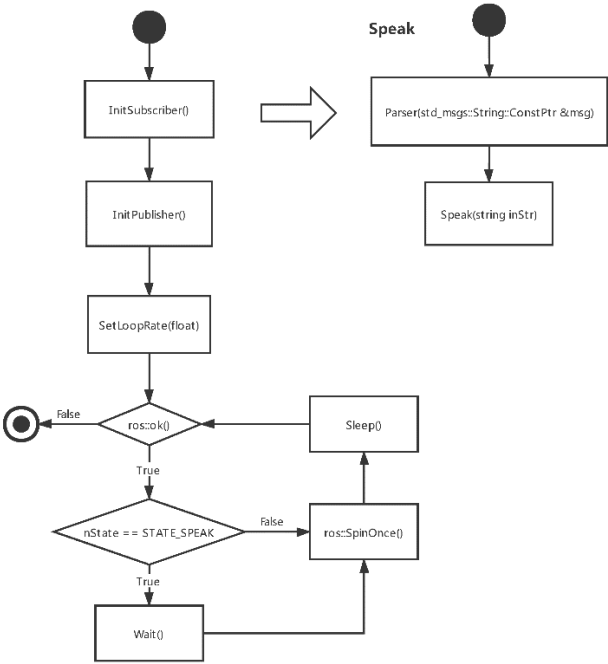 Speak
InitSubscriber()
Parser(std_msgs::String::ConstPtr &msg)
InitPublisher()
Speak(string inStr)
SetLoopRate(float)
False
ros::ok()
Sleep()
True
nState == STATE_SPEAK
False
ros::SpinOnce()
True
Wait()